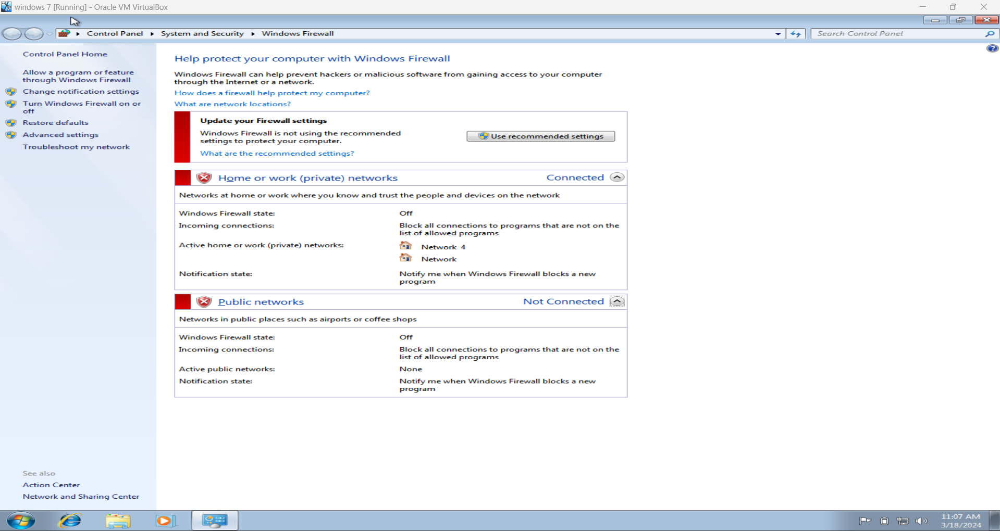 windows 7 [Running] - Oracle VM VirtualBox
Control Panel
System and Security
Windows Firewall
Search Control Panel
Control Panel Home
Allow a program or feature
through Windows Firewall
Change notification settings
Turn Windows Firewall on or
off
Restore defaults
Advanced settings
Troubleshoot my network
See also
Action Center
Network and Sharing Center
Help protect your computer with Windows Firewall
Windows Firewall can help prevent hackers or malicious software from gaining access to your computer
through the Internet or a network.
How does a firewall help protect my computer?
What are network locations?
Update your Firewall settings
Windows Firewall is not using the recommended
settings to protect your computer.
Use recommended settings
What are the recommended settings?
Home or work (private) networks Connected
Networks at home or work where you know and trust the people and devices on the network
Windows Firewall state: Off
Incoming connections: Block all connections to programs that are not on the
list of allowed programs
Active home or work (private) networks: Network 4
Network
Notification state: Notify me when Windows Firewall blocks a new
program
Public networks Not Connected
Networks in public places such as airports or coffee shops
Windows Firewall state: Off
Incoming connections: Block all connections to programs that are not on the
list of allowed programs
Active public networks: None
Notification state: Notify me when Windows Firewall blocks a new
program
11:07 AM
3/18/2024